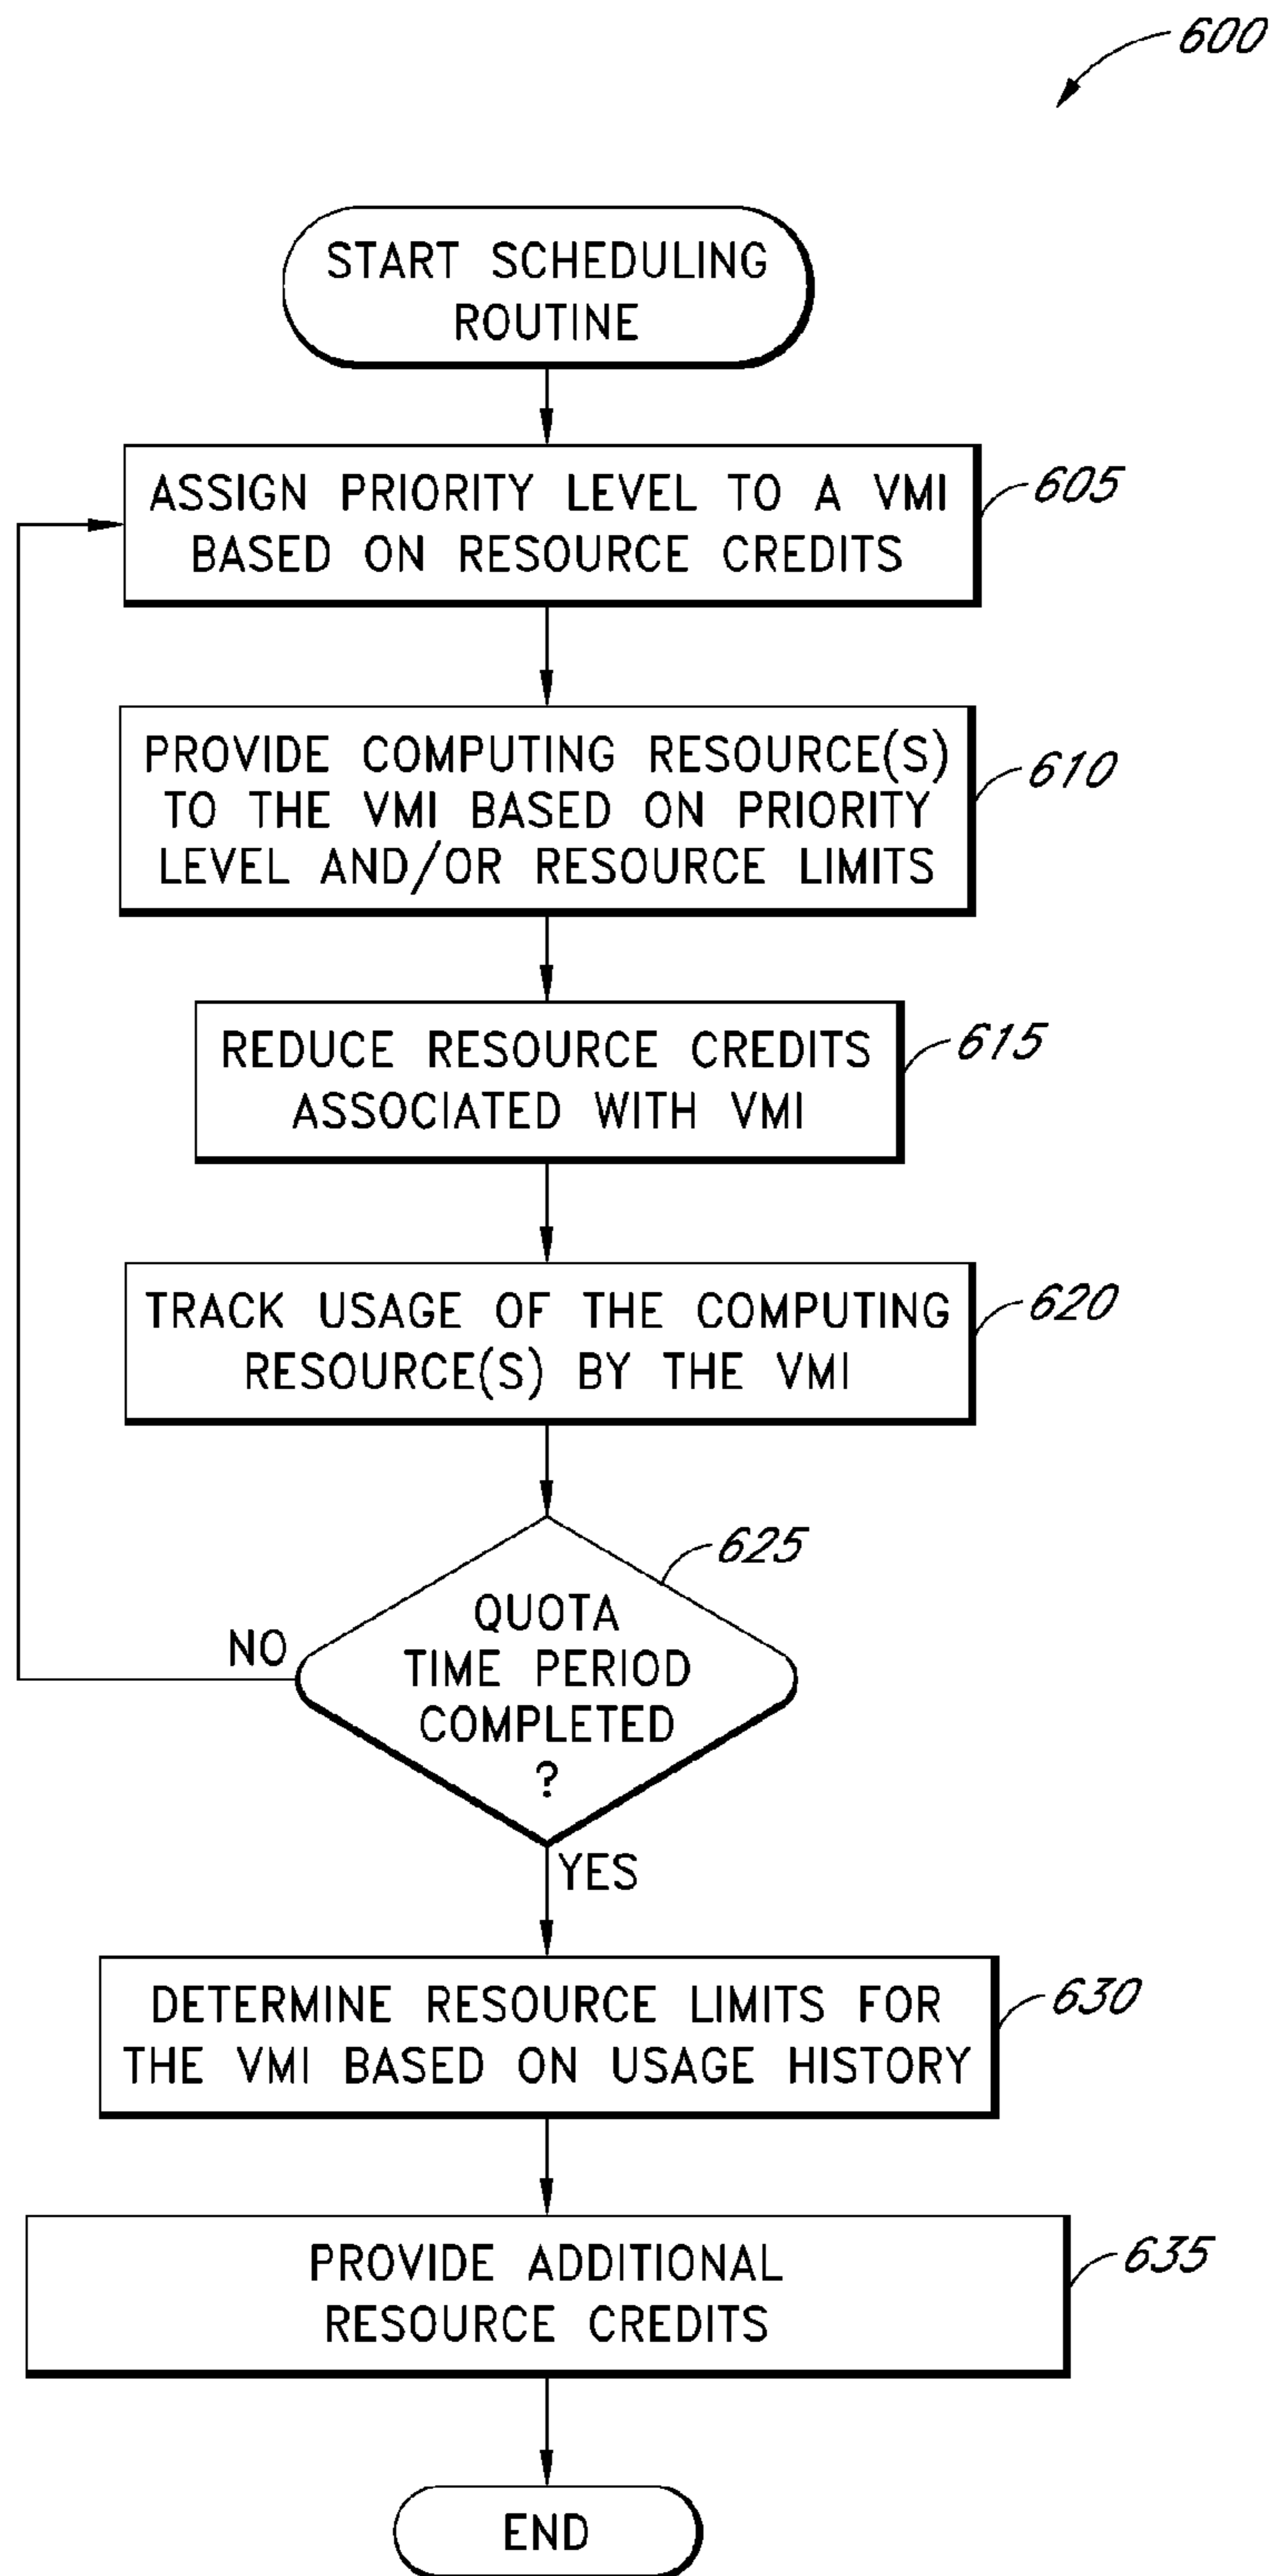 600
START SCHEDULING
ROUTINE
ASSIGN PRIORITY LEVEL TO A VMI
BASED ON RESOURCE CREDITS
605
PROVIDE COMPUTING RESOURCE(S)
TO THE VMI BASED ON PRIORITY
LEVEL AND/OR RESOURCE LIMITS
610
REDUCE RESOURCE CREDITS
ASSOCIATED WITH VMI
615
TRACK USAGE OF THE COMPUTING
RESOURCE(S) BY THE VMI
620
625
QUOTA
TIME PERIOD
COMPLETED
?
NO
YES
DETERMINE RESOURCE LIMITS FOR
THE VMI BASED ON USAGE HISTORY
630
PROVIDE ADDITIONAL
RESOURCE CREDITS
635
END